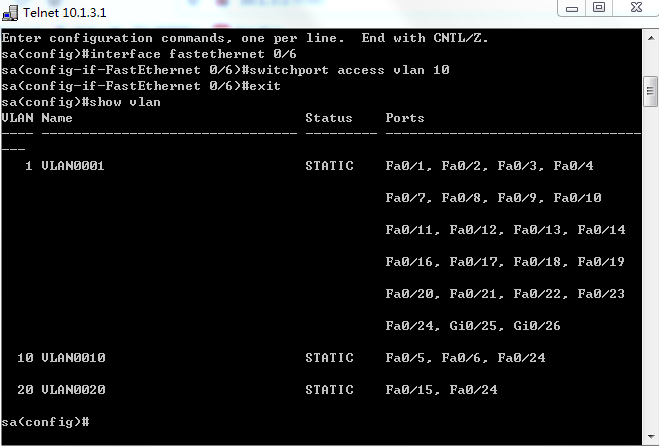 Telnet 10.1.3.1
Enter configuration commands, one per line.  End with CNTL/Z.
sa(config)#interface fastethernet 0/6
sa(config-if-FastEthernet 0/6)#switchport access vlan 10
sa(config-if-FastEthernet 0/6)#exit
sa(config)#show vlan
VLAN Name                             Status    Ports
---- -------------------------------- --------- --------------------------------
---
   1 VLAN0001                         STATIC    Fa0/1, Fa0/2, Fa0/3, Fa0/4
                                                Fa0/7, Fa0/8, Fa0/9, Fa0/10
                                                Fa0/11, Fa0/12, Fa0/13, Fa0/14
                                                Fa0/16, Fa0/17, Fa0/18, Fa0/19
                                                Fa0/20, Fa0/21, Fa0/22, Fa0/23
                                                Fa0/24, Gi0/25, Gi0/26
  10 VLAN0010                         STATIC    Fa0/5, Fa0/6, Fa0/24
  20 VLAN0020                         STATIC    Fa0/15, Fa0/24
sa(config)#